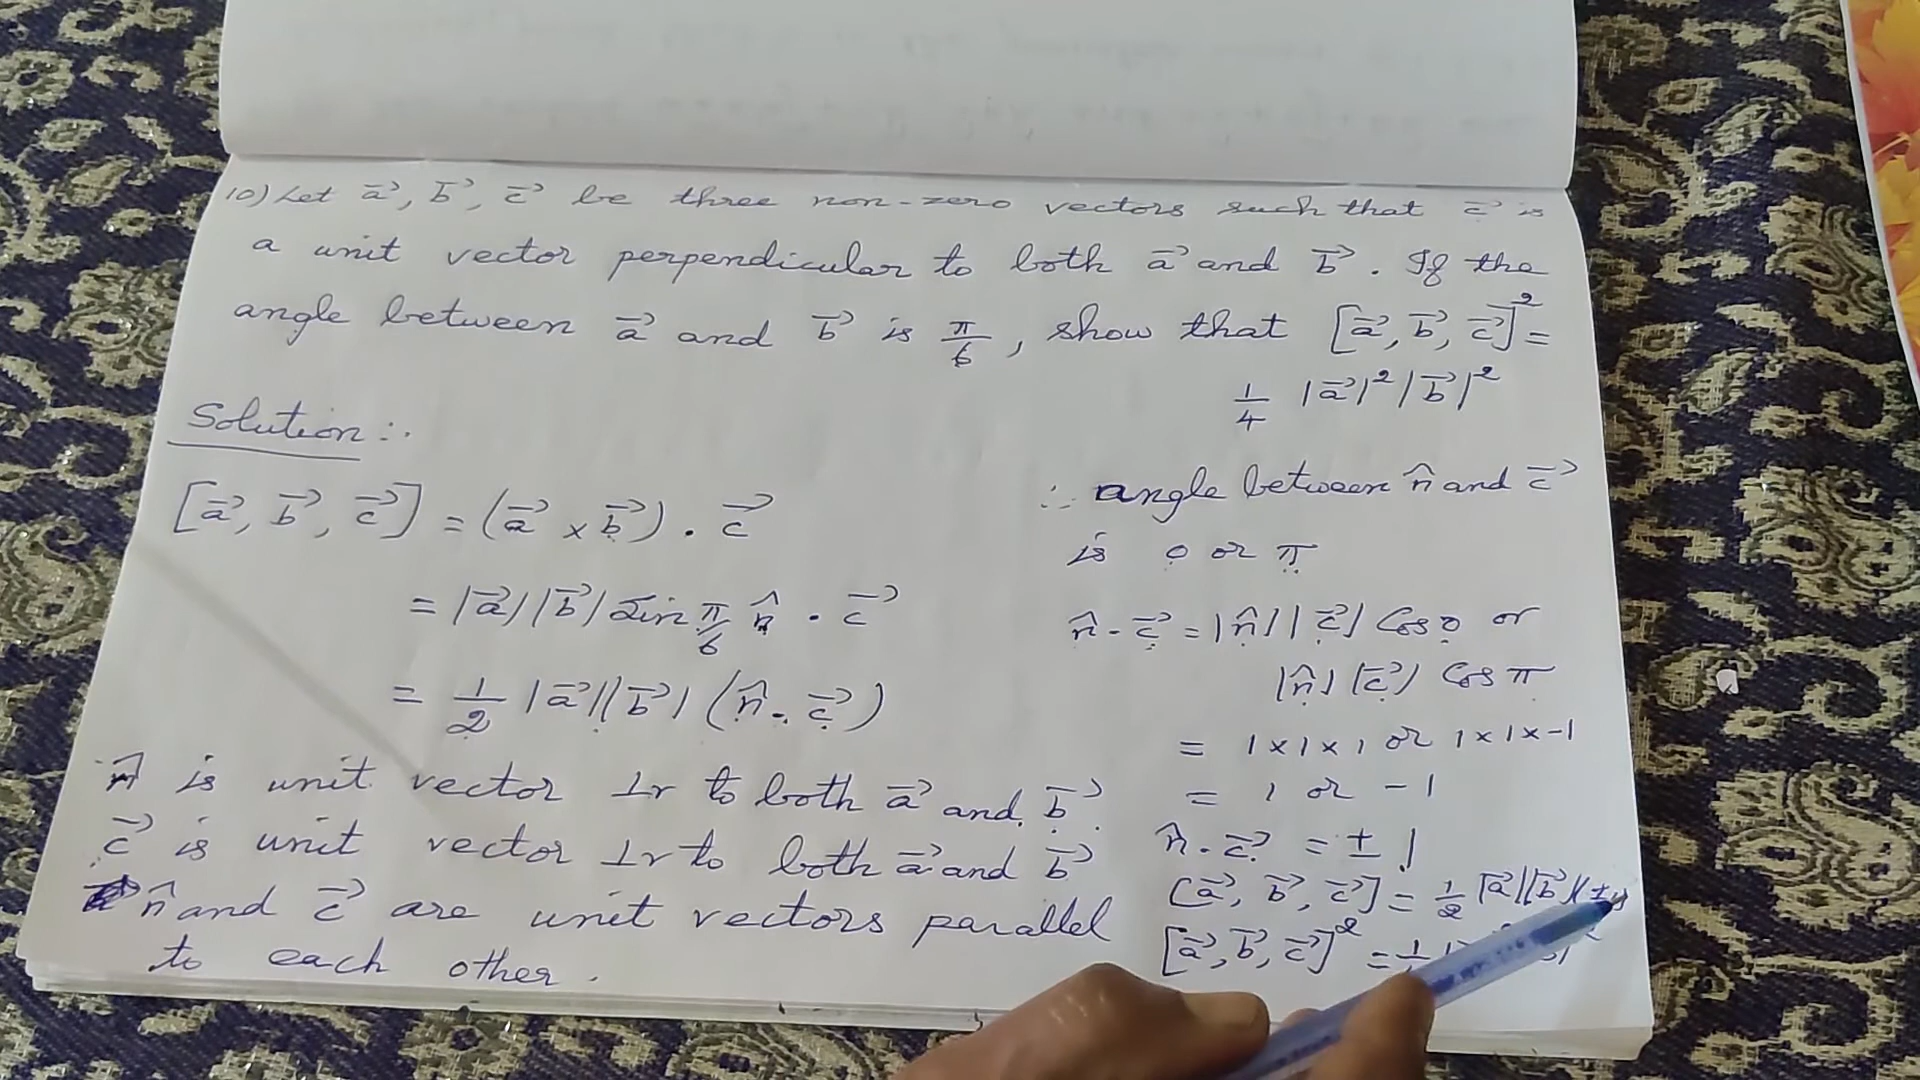 10) Let a⃗, b⃗, c⃗ be three non-zero vectors such that c⃗ is
a unit vector perpendicular to both a⃗ and b⃗. If the
angle between a⃗ and b⃗ is π/6, show that [a⃗, b⃗, c⃗]² =
1/4 |a⃗|² |b⃗|²
Solution :.
[a⃗, b⃗, c⃗] = (a⃗ × b⃗) . c⃗
= |a⃗| |b⃗| Sin π/6 n̂ . c⃗
= 1/2 |a⃗| |b⃗| (n̂ . c⃗)
n̂ is unit vector ⊥r to both a⃗ and b⃗.
c⃗ is unit vector ⊥r to both a⃗ and b⃗
n̂ and c⃗ are unit vectors parallel
to each other.
∴ angle between n̂ and c⃗
is 0 or π
n̂ . c⃗ = |n̂| |c⃗| Cos 0 or
|n̂| |c⃗| Cos π
= 1 × 1 × 1 or 1 × 1 × -1
= 1 or -1
n̂ . c⃗ = ± 1
[a⃗, b⃗, c⃗] = 1/2 |a⃗| |b⃗| (±1)
[a⃗, b⃗, c⃗]² =